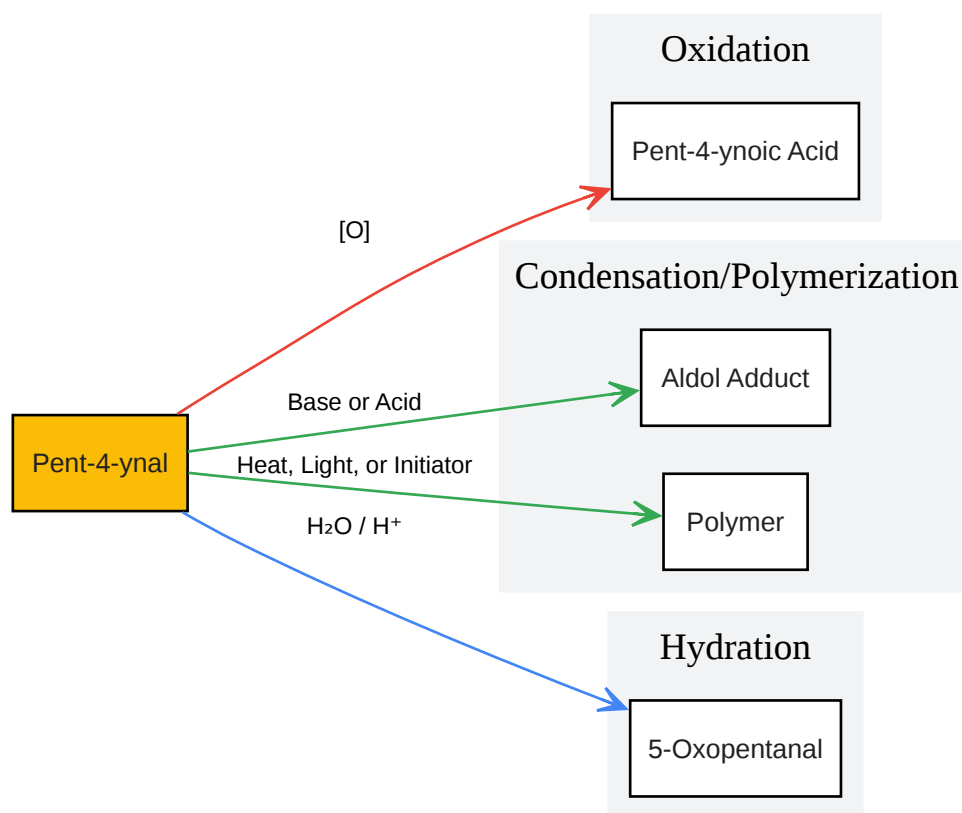 Oxidation
Pent-4-ynoic Acid
[O]
Condensation/Polymerization
Aldol Adduct
Base or Acid
Pent-4-ynal
Heat, Light, or Initiator
Polymer
H₂O / H⁺
Hydration
5-Oxopentanal